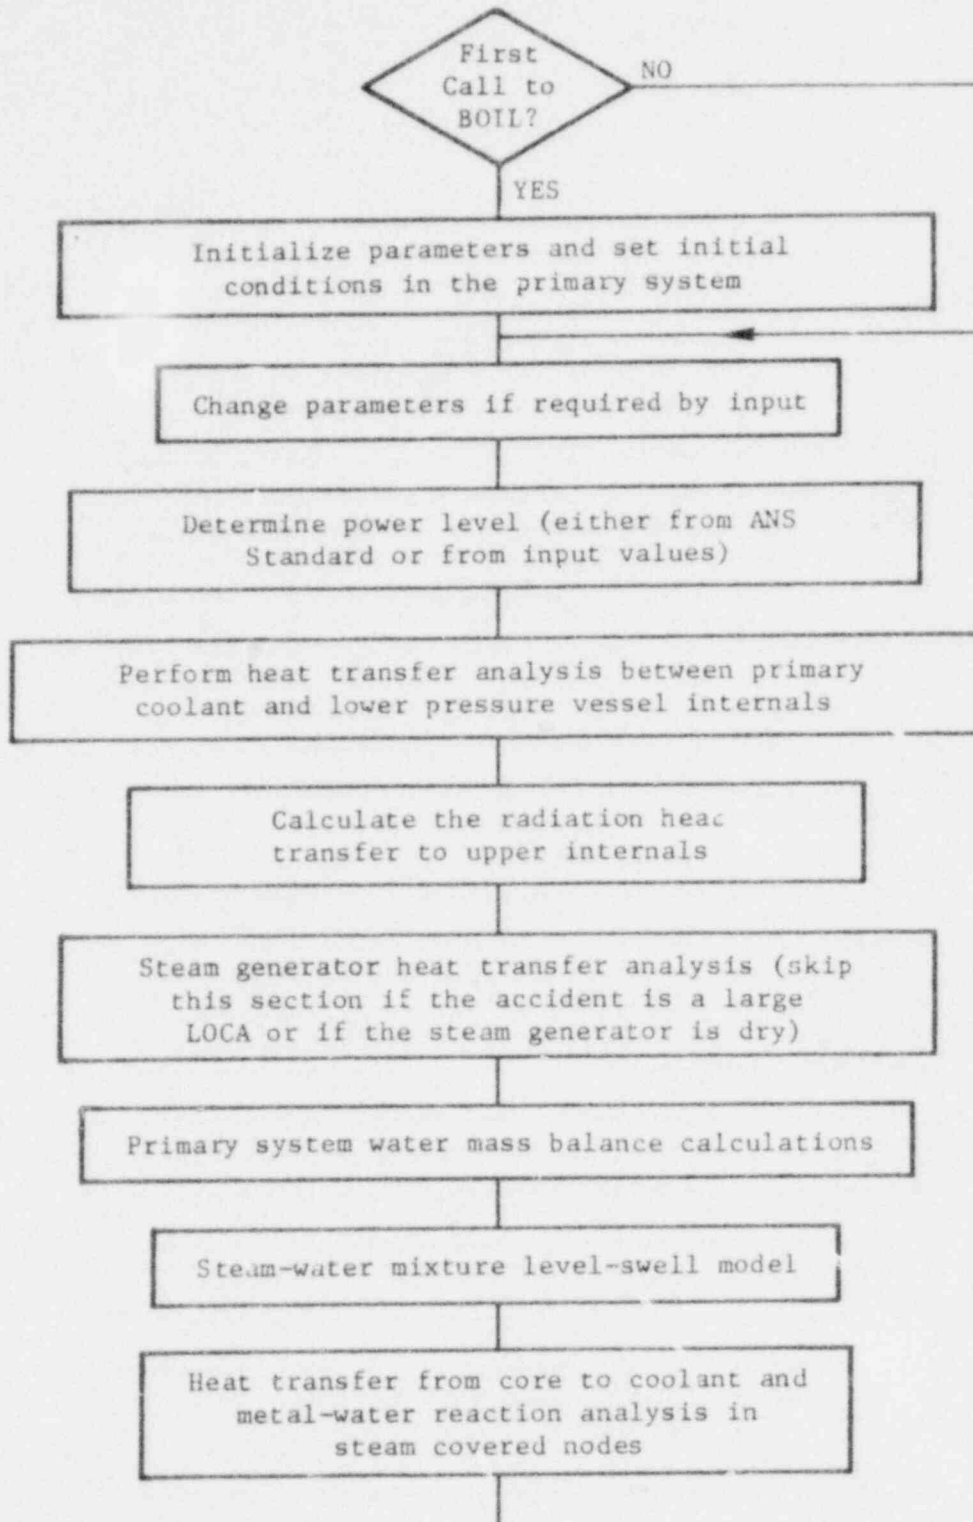 First
Call to
BOIL?
NO
YES
Initialize parameters and set initial
conditions in the primary system
Change parameters if required by input
Determine power level (either from ANS
Standard or from input values)
Perform heat transfer analysis between primary
coolant and lower pressure vessel internals
Calculate the radiation heat
transfer to upper internals
Steam generator heat transfer analysis (skip
this section if the accident is a large
LOCA or if the steam generator is dry)
Primary system water mass balance calculations
Steam-water mixture level-swell model
Heat transfer from core to coolant and
metal-water reaction analysis in
steam covered nodes